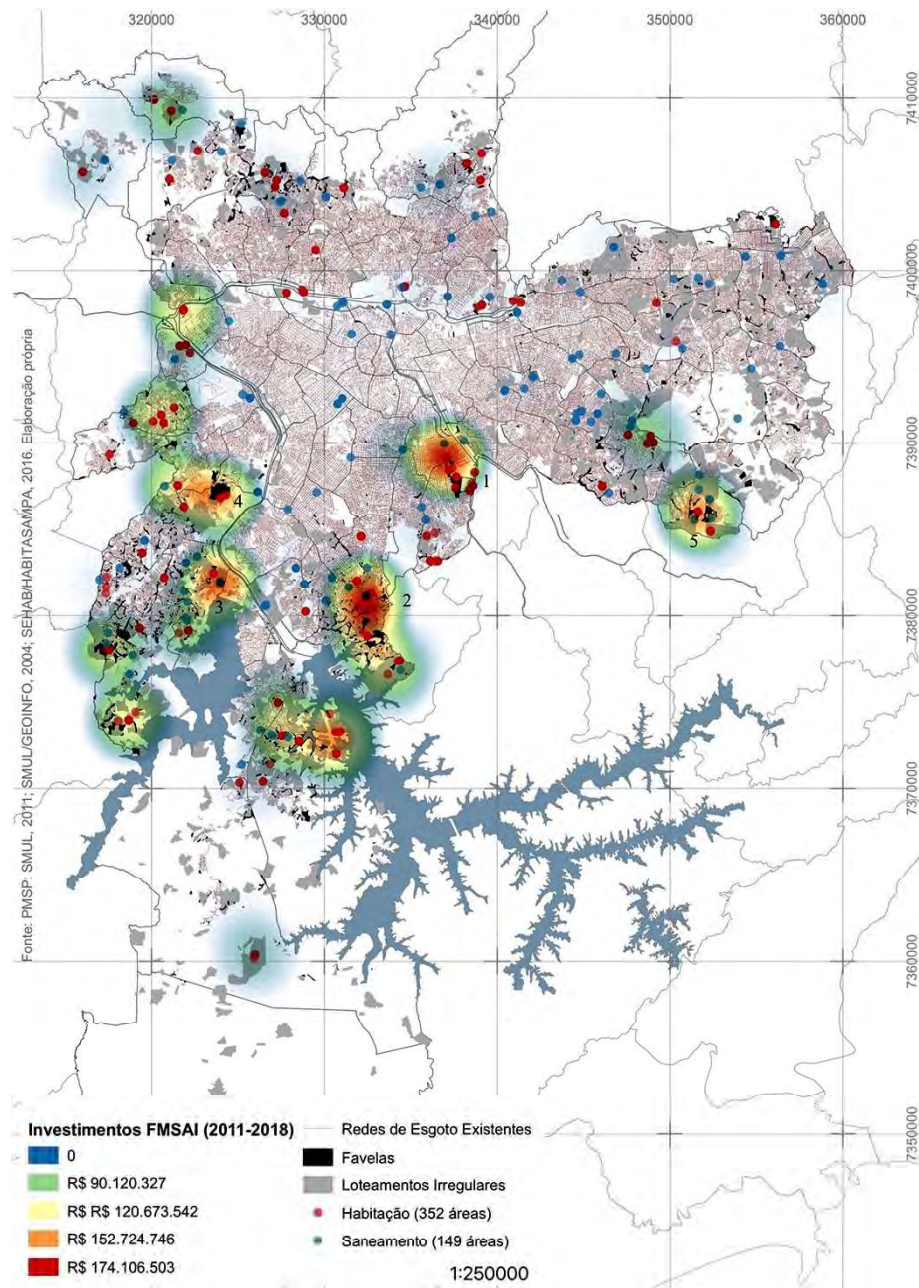 320000 330000 340000 350000 360000
7410000
7400000
7390000
7380000
7370000
7360000
7350000
1
2
3
4
5
Fonte: PMSP: SMUL, 2011; SMUL/GEOINFO, 2004; SEHAB/HABITASAMPA, 2016. Elaboração própria
Investimentos FMSAI (2011-2018)
0
R$ 90.120.327
R$ R$ 120.673.542
R$ 152.724.746
R$ 174.106.503
Redes de Esgoto Existentes
Favelas
Loteamentos Irregulares
Habitação (352 áreas)
Saneamento (149 áreas)
1:250000